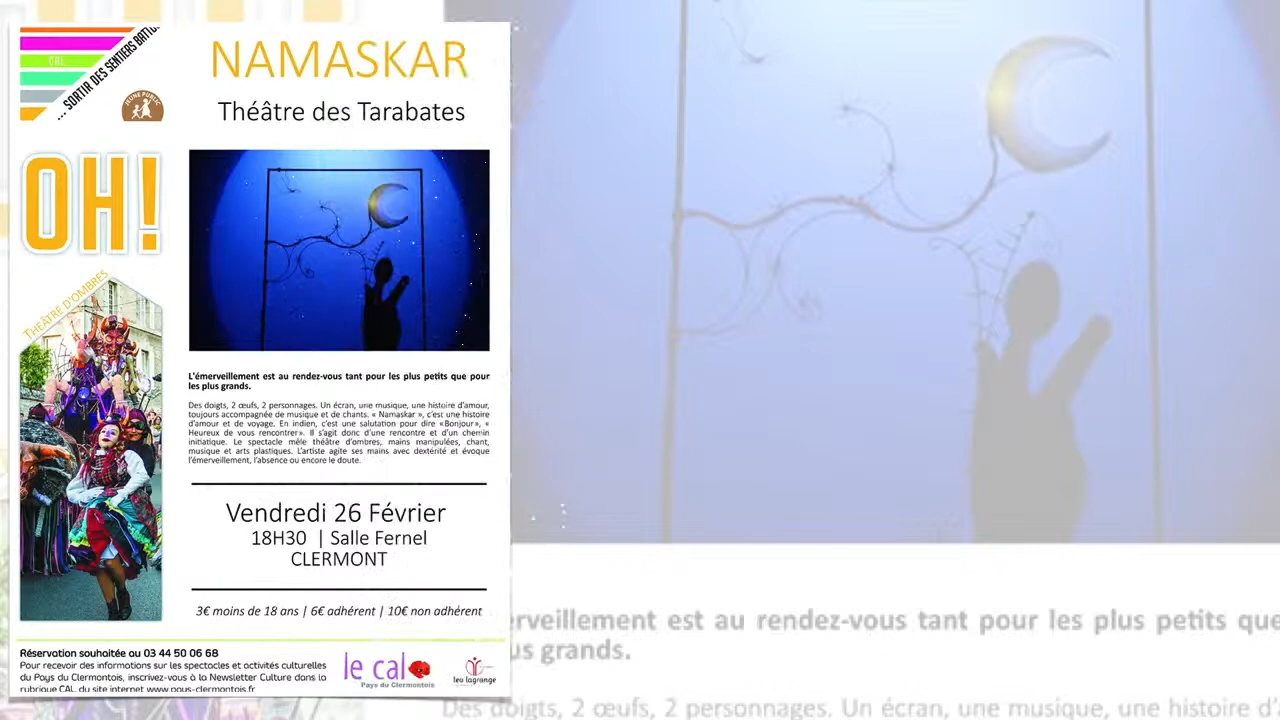 CAL
... SORTIR DES SENTIERS BATTUS
JEUNE PUBLIC
NAMASKAR
Théâtre des Tarabates
OH!
THÉÂTRE D'OMBRES
L'émerveillement est au rendez-vous tant pour les plus petits que pour
les plus grands.
Des doigts, 2 œufs, 2 personnages. Un écran, une musique, une histoire d'amour,
toujours accompagnée de musique et de chants. « Namaskar », c'est une histoire
d'amour et de voyage. En indien, c'est une salutation pour dire «Bonjour», «
Heureux de vous rencontrer». Il s'agit donc d'une rencontre et d'un chemin
initiatique. Le spectacle mêle théâtre d'ombres, mains manipulées, chant,
musique et arts plastiques. L'artiste agite ses mains avec dextérité et évoque
l'émerveillement, l'absence ou encore le doute.
Vendredi 26 Février
18H30 | Salle Fernel
CLERMONT
3€ moins de 18 ans | 6€ adhérent | 10€ non adhérent
Réservation souhaitée au 03 44 50 06 68
Pour recevoir des informations sur les spectacles et activités culturelles
du Pays du Clermontois, inscrivez-vous à la Newsletter Culture dans la
rubrique CAL du site internet www.pays-clermontois.fr
le cal
Pays du Clermontois
leo lagrange
erveillement est au rendez-vous tant pour les plus petits que
us grands.
Des doigts, 2 œufs, 2 personnages. Un écran, une musique, une histoire d'